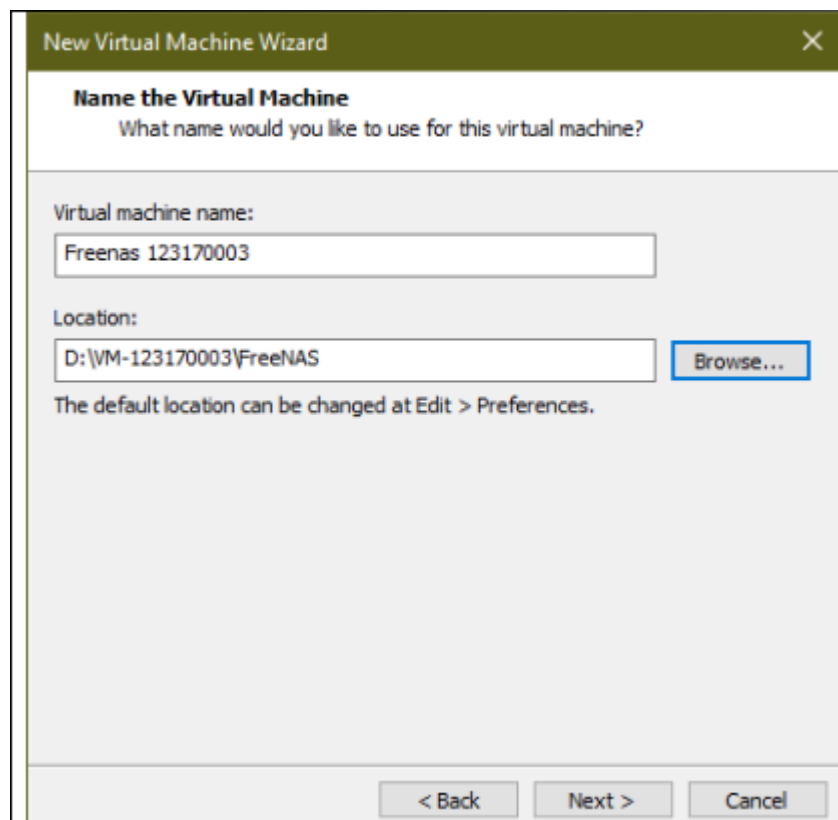 New Virtual Machine Wizard
Name the Virtual Machine
What name would you like to use for this virtual machine?
Virtual machine name:
Freenas 123170003
Location:
D:\VM-123170003\FreeNAS
Browse...
The default location can be changed at Edit > Preferences.
< Back Next > Cancel